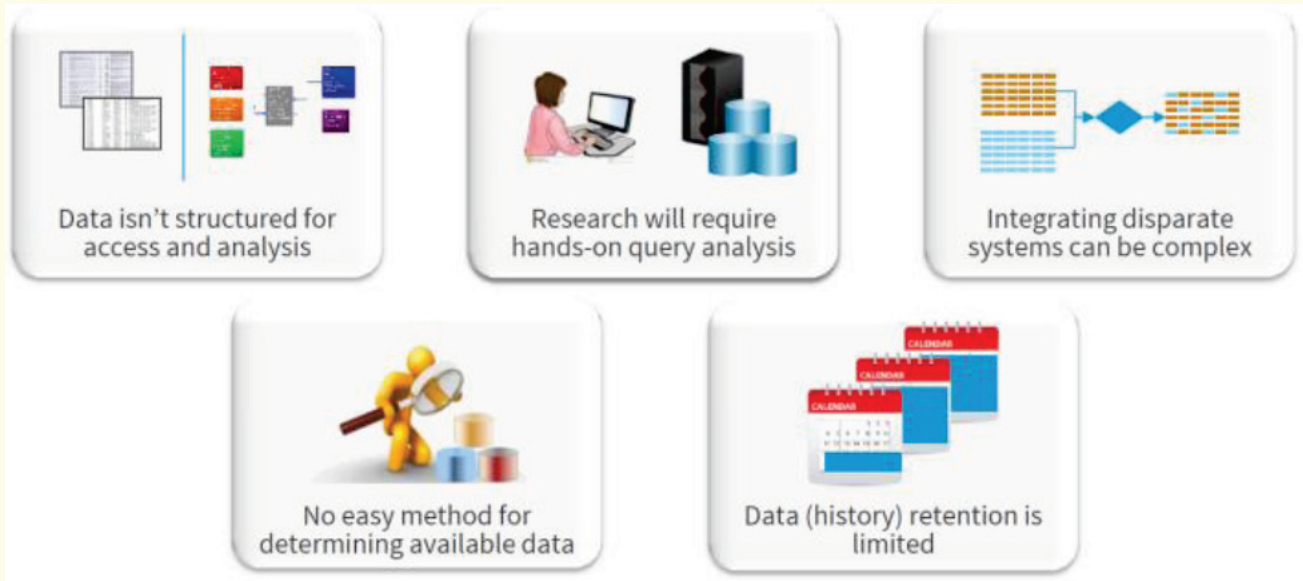 Data isn't structured for
access and analysis
Research will require
hands-on query analysis
Integrating disparate
systems can be complex
CALENDAR
CALENDAR
CALENDAR
No easy method for
determining available data
Data (history) retention is
limited